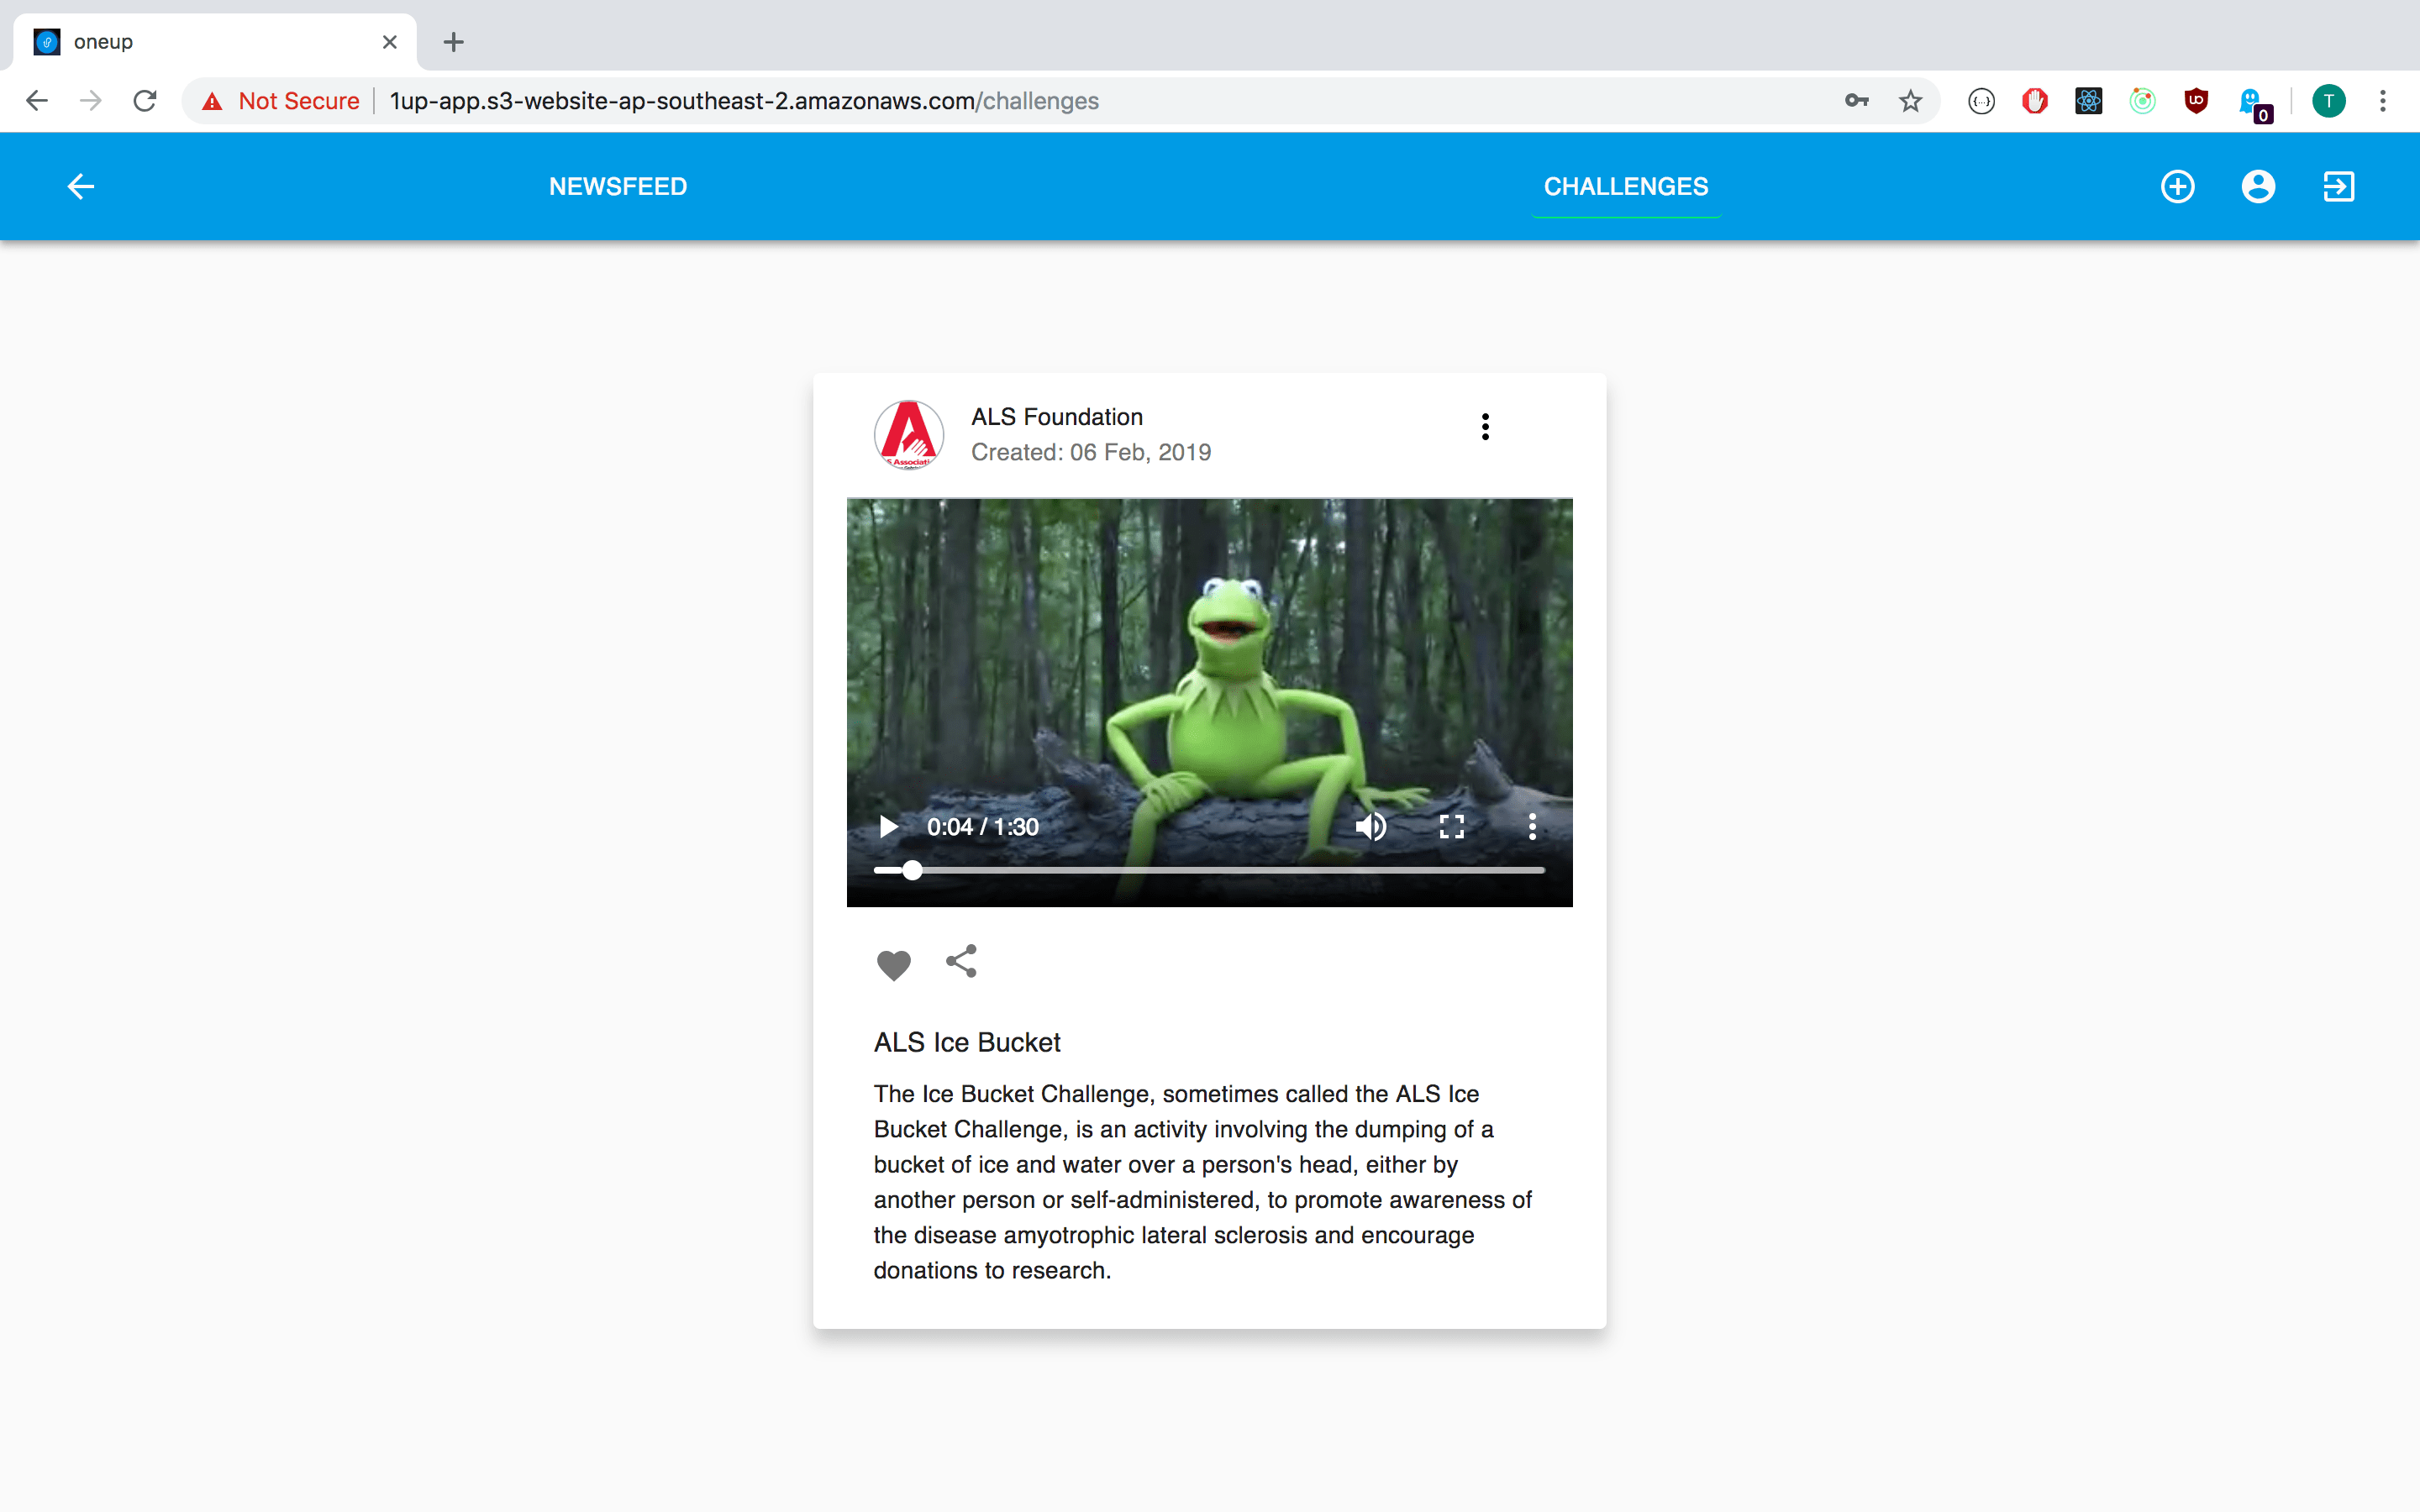 oneup
Not Secure
1up-app.s3-website-ap-southeast-2.amazonaws.com/challenges
T
0
NEWSFEED
CHALLENGES
ALS Foundation
Created: 06 Feb, 2019
0:04 / 1:30
ALS Ice Bucket
The Ice Bucket Challenge, sometimes called the ALS Ice
Bucket Challenge, is an activity involving the dumping of a
bucket of ice and water over a person's head, either by
another person or self-administered, to promote awareness of
the disease amyotrophic lateral sclerosis and encourage
donations to research.